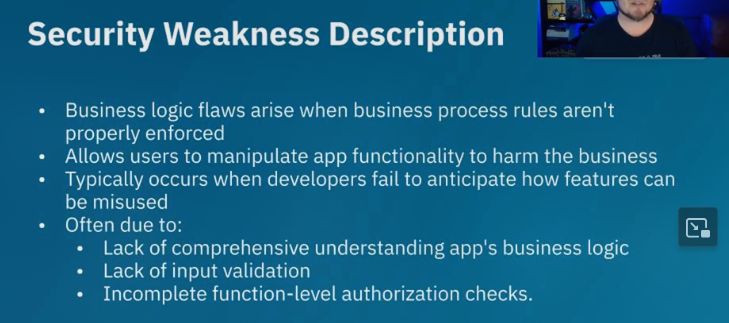 Security Weakness Description
• Business logic flaws arise when business process rules aren't
properly enforced
• Allows users to manipulate app functionality to harm the business
• Typically occurs when developers fail to anticipate how features can
be misused
• Often due to:
• Lack of comprehensive understanding app's business logic
• Lack of input validation
• Incomplete function-level authorization checks.